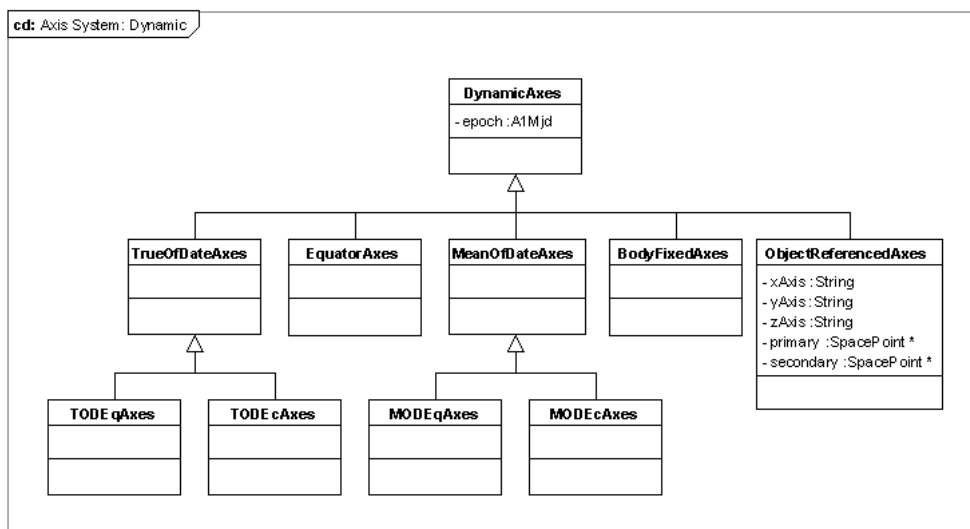 cd: Axis System: Dynamic
DynamicAxes
- epoch :A1Mjd
TrueOfDateAxes
EquatorAxes
MeanOfDateAxes
BodyFixedAxes
ObjectReferencedAxes
- xAxis :String
- yAxis :String
- zAxis :String
- primary :SpacePoint *
- secondary :SpacePoint *
TODEqAxes
TODEcAxes
MODEqAxes
MODEcAxes